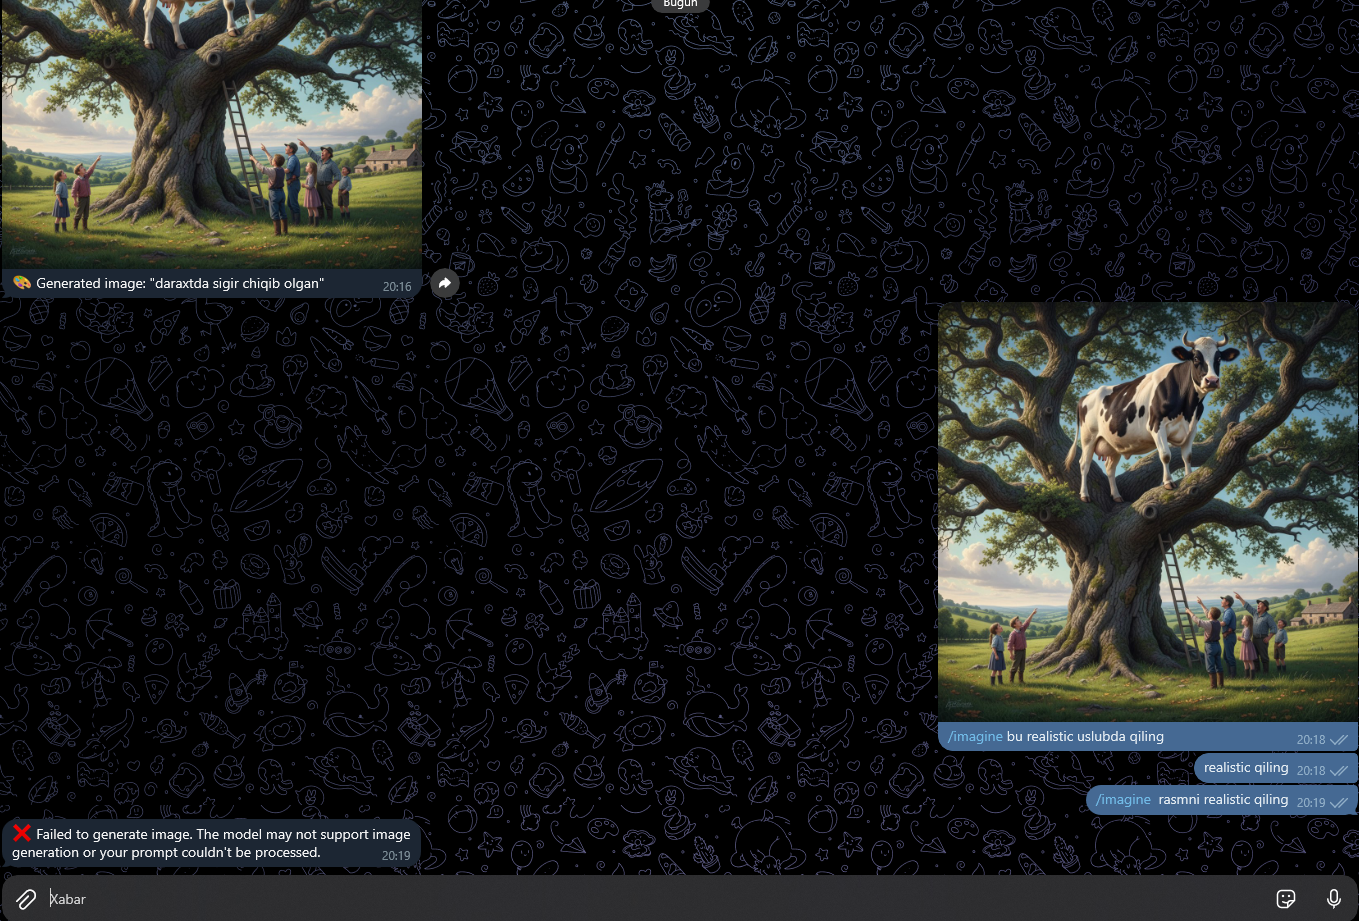 Bugun
🎨 Generated image: "daraxtda sigir chiqib olgan"
20:16
/imagine bu realistic uslubda qiling
20:18
realistic qiling
20:18
/imagine rasmni realistic qiling
20:19
❌ Failed to generate image. The model may not support image
generation or your prompt couldn't be processed.
20:19
Xabar